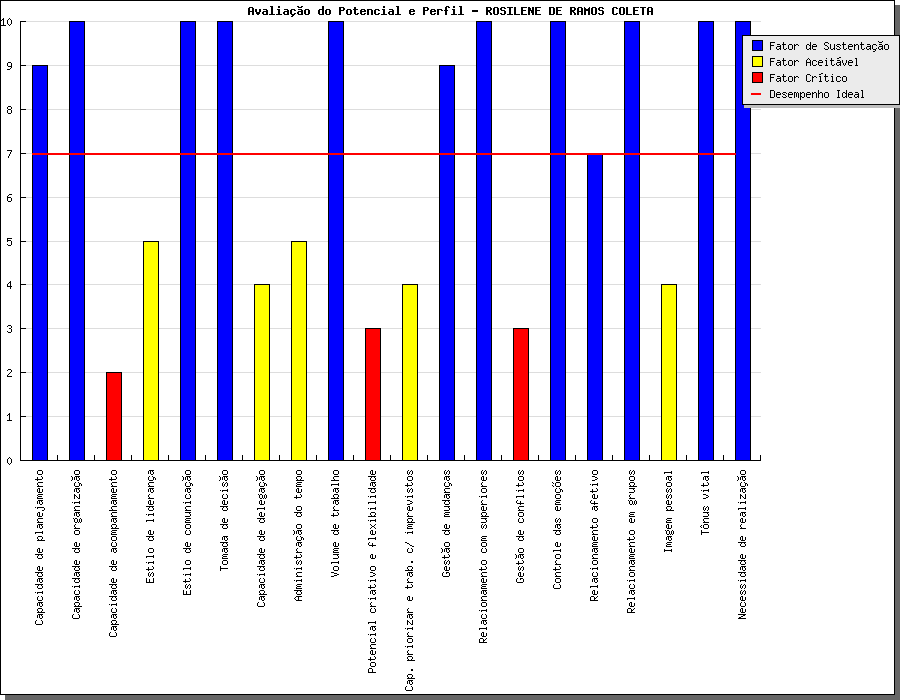 Avaliação do Potencial e Perfil - ROSILENE DE RAMOS COLETA
Fator de Sustentação
Fator Aceitável
Fator Crítico
Desempenho Ideal
10
9
8
7
6
5
4
3
2
1
0
Capacidade de planejamento
Capacidade de organização
Capacidade de acompanhamento
Estilo de liderança
Estilo de comunicação
Tomada de decisão
Capacidade de delegação
Administração do tempo
Volume de trabalho
Potencial criativo e flexibilidade
Cap. priorizar e trab. c/ imprevistos
Gestão de mudanças
Relacionamento com superiores
Gestão de conflitos
Controle das emoções
Relacionamento afetivo
Relacionamento em grupos
Imagem pessoal
Tônus vital
Necessidade de realização